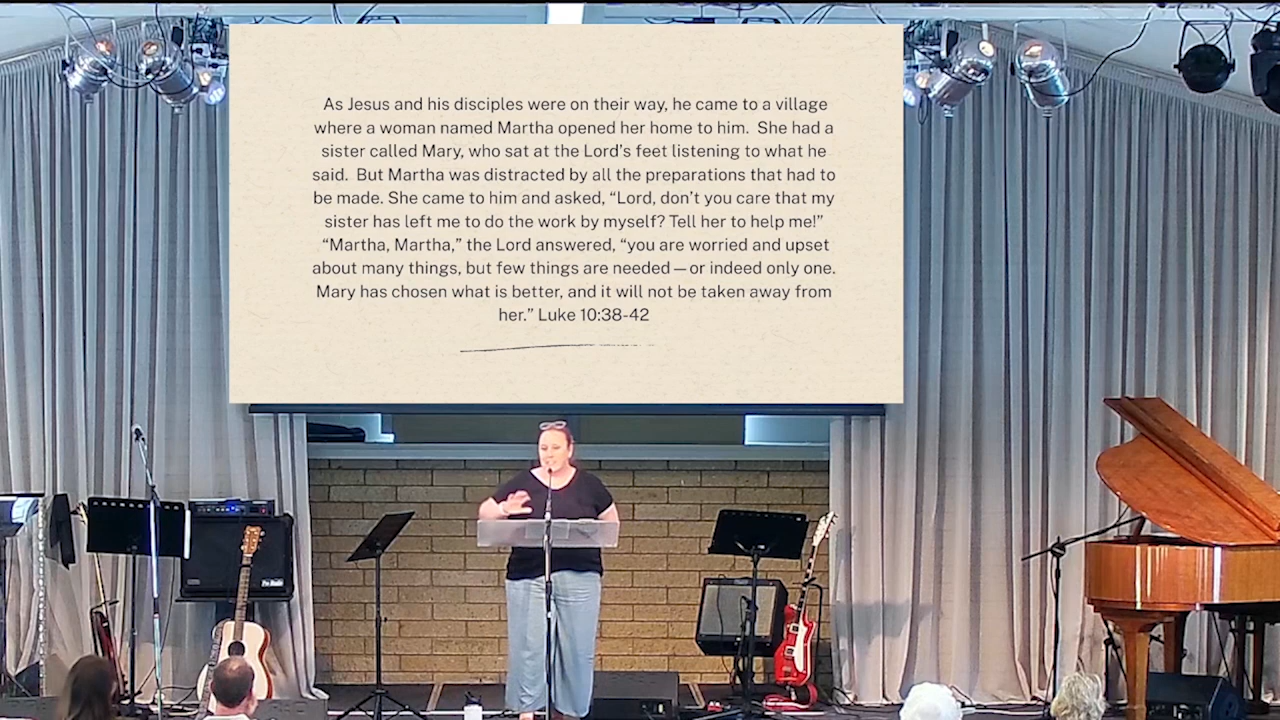 As Jesus and his disciples were on their way, he came to a village
where a woman named Martha opened her home to him.  She had a
sister called Mary, who sat at the Lord’s feet listening to what he
said.  But Martha was distracted by all the preparations that had to
be made. She came to him and asked, “Lord, don’t you care that my
sister has left me to do the work by myself? Tell her to help me!”
“Martha, Martha,” the Lord answered, “you are worried and upset
about many things, but few things are needed—or indeed only one.
Mary has chosen what is better, and it will not be taken away from
her.” Luke 10:38-42